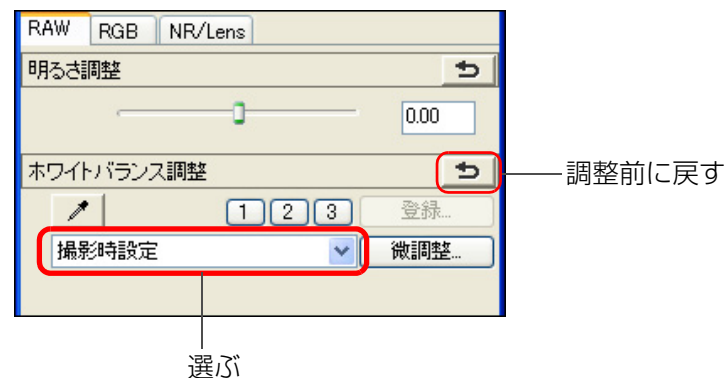 RAW RGB NR/Lens
明るさ調整
0.00
ホワイトバランス調整
調整前に戻す
1 2 3 登録...
撮影時設定 微調整...
選ぶ